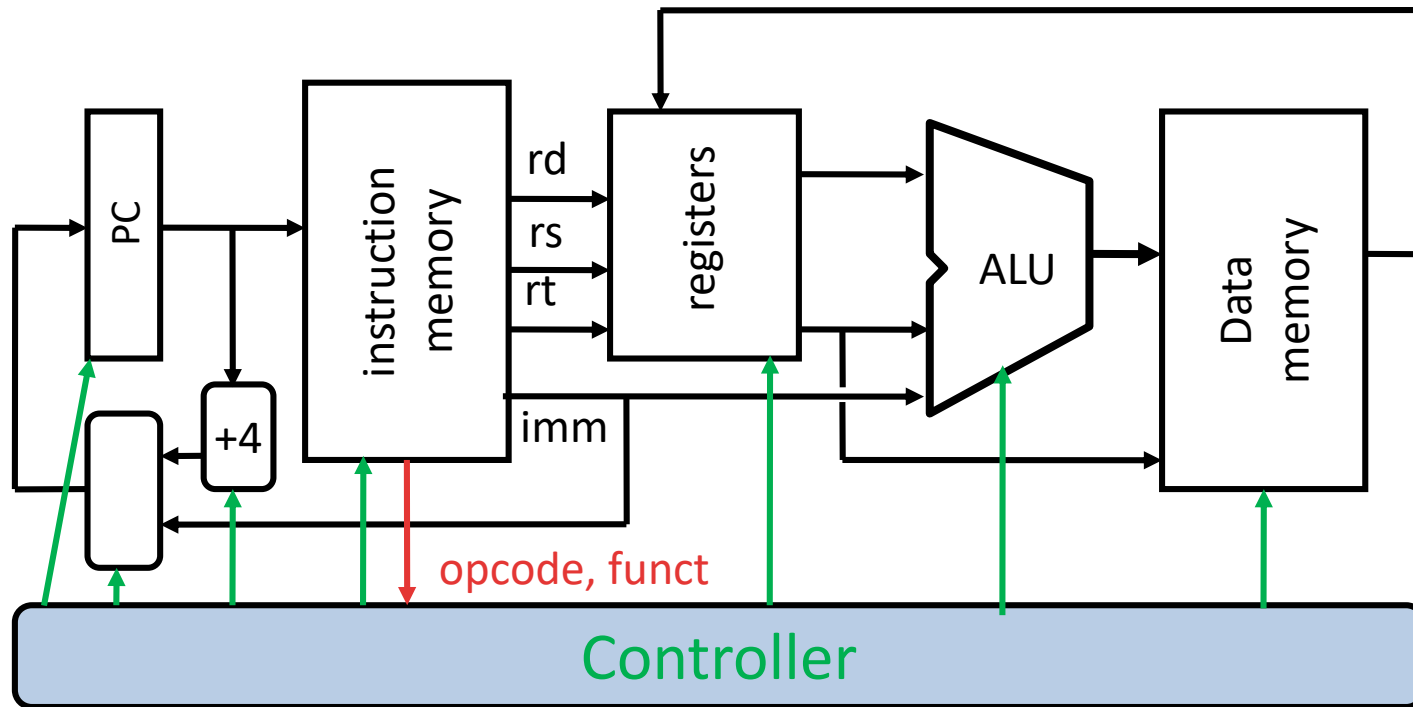 PC
+4
instruction
memory
rd
rs
rt
imm
registers
ALU
Data
memory
opcode, funct
Controller